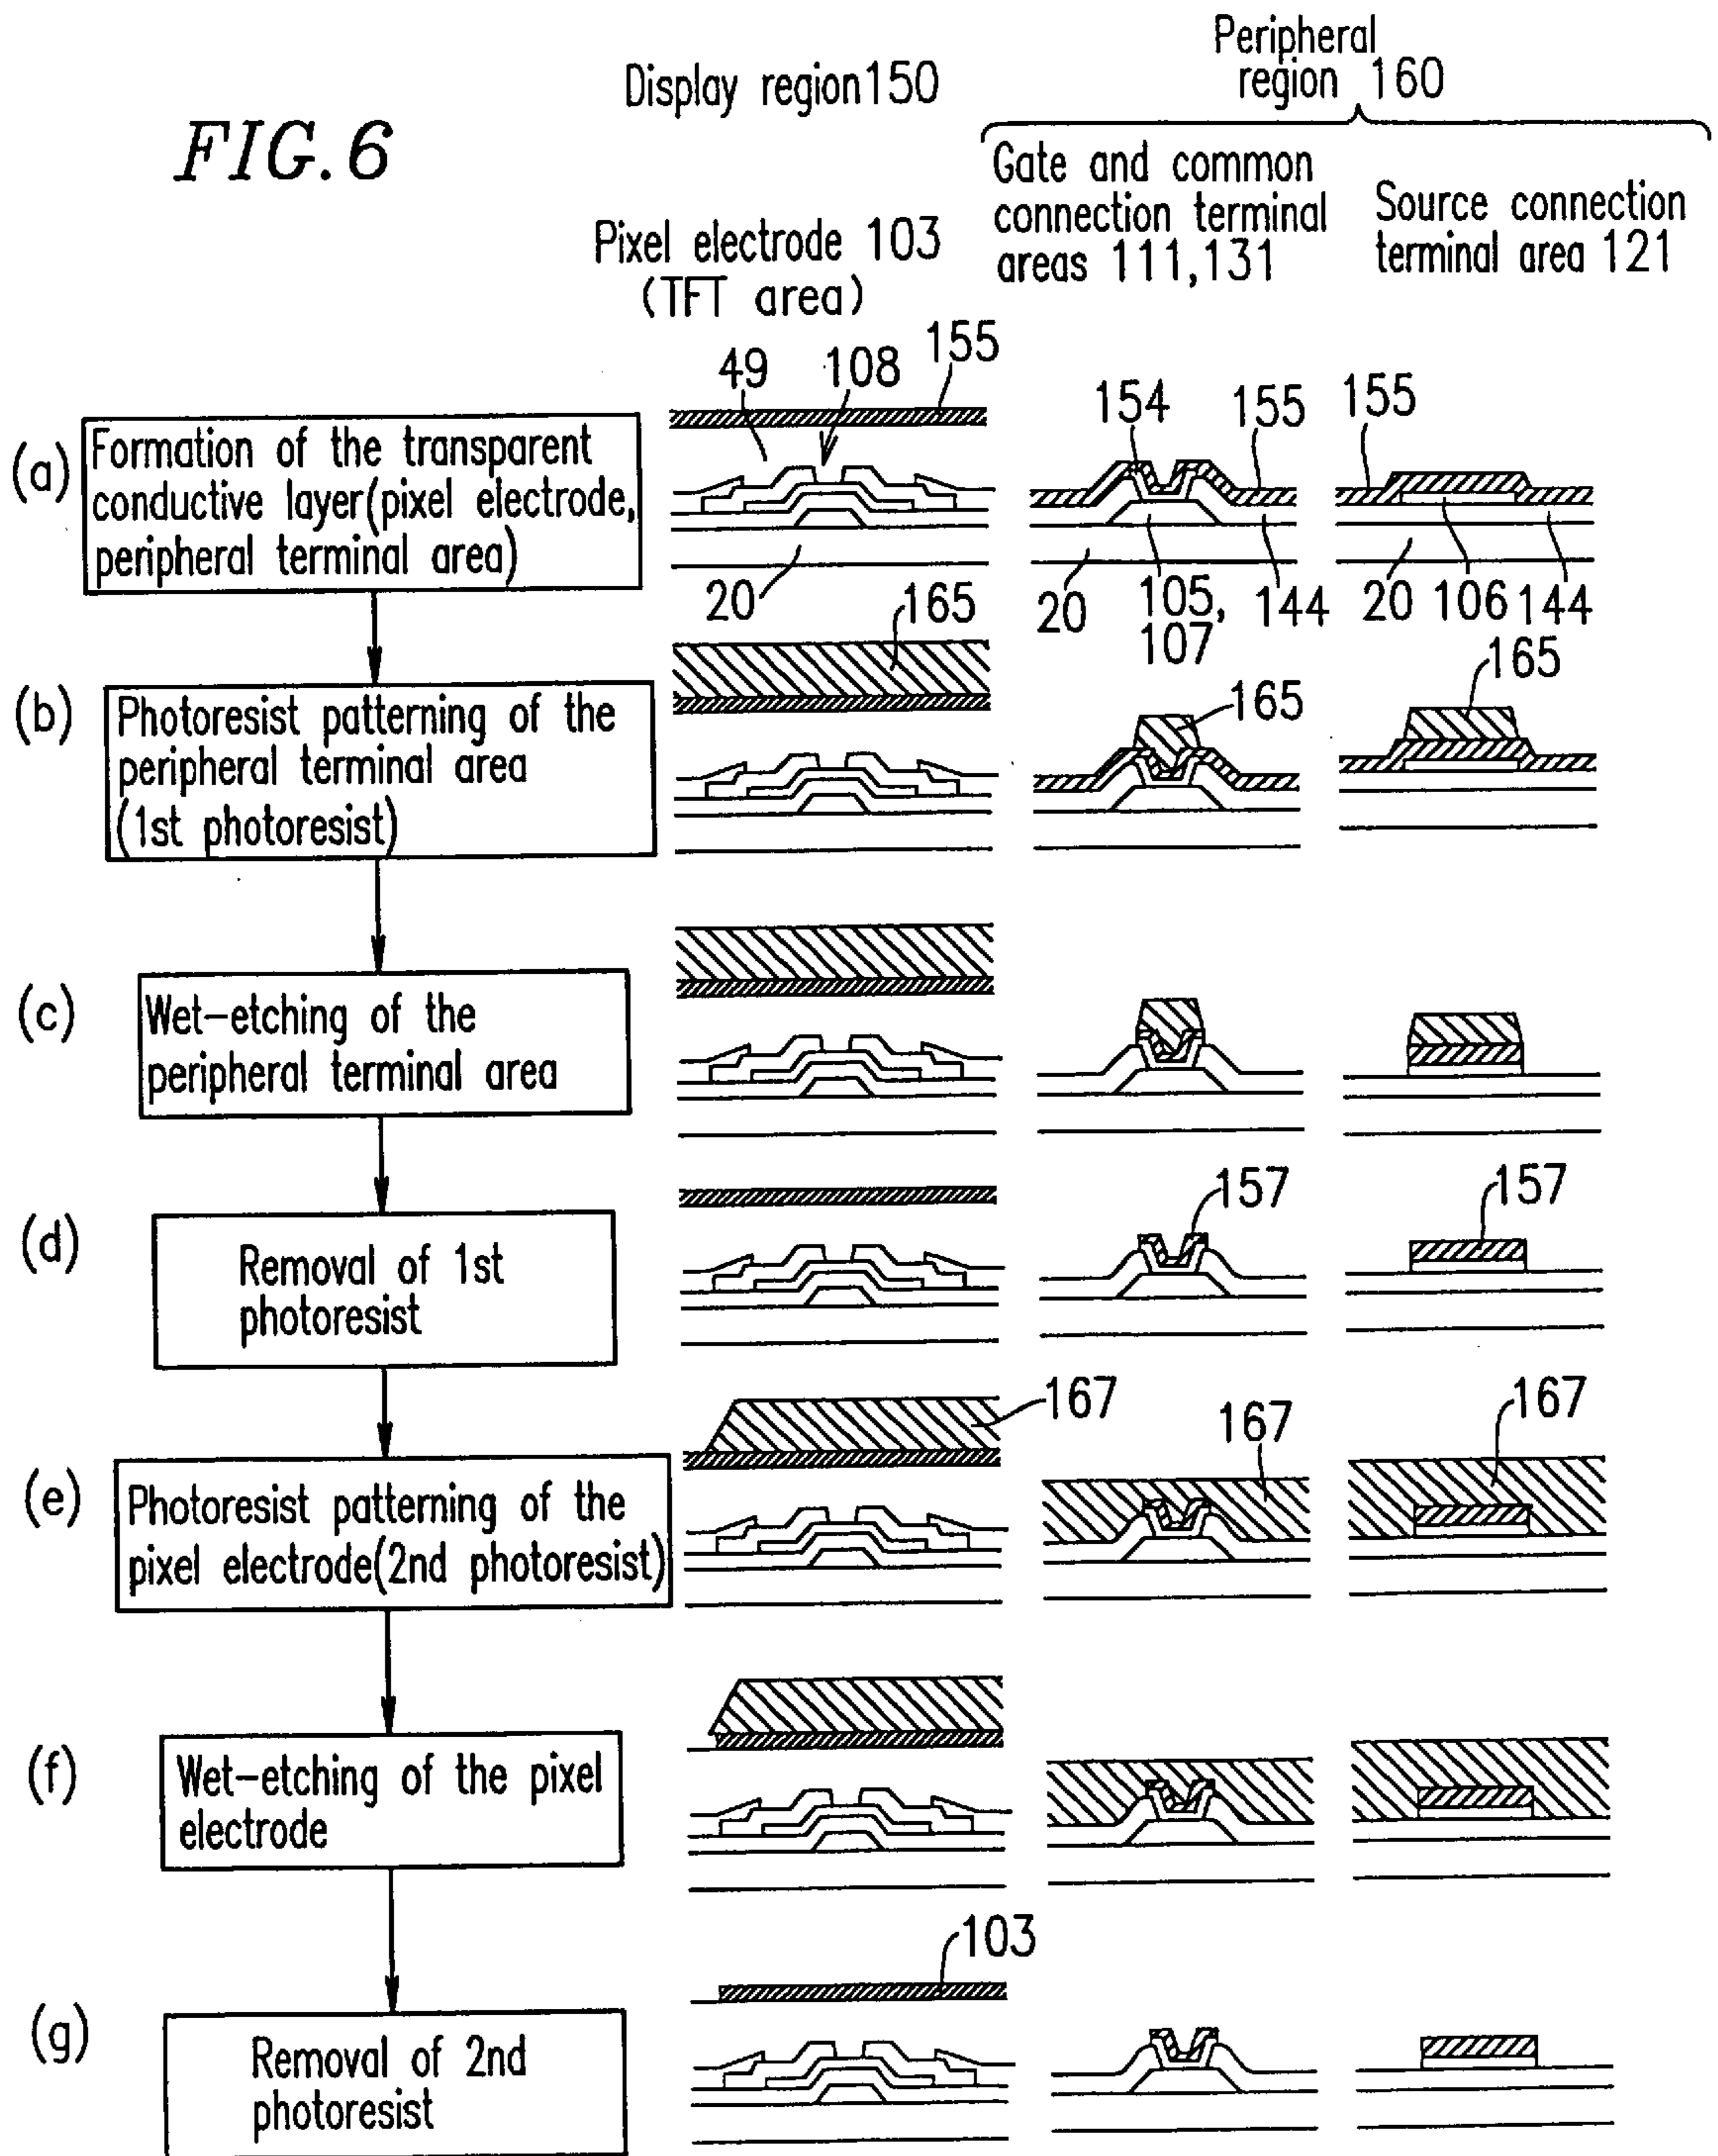 FIG. 6
Display region150
Peripheral
region 160
Pixel electrode 103
(TFT area)
Gate and common
connection terminal
areas 111,131
Source connection
terminal area 121
(a)
Formation of the transparent
conductive layer(pixel electrode,
peripheral terminal area)
49
108
155
20
154
155
20
105,
107
144
155
20
106
144
(b)
Photoresist patterning of the
peripheral terminal area
(1st photoresist)
165
165
165
(c)
Wet-etching of the
peripheral terminal area
(d)
Removal of 1st
photoresist
157
157
(e)
Photoresist patterning of the
pixel electrode(2nd photoresist)
167
167
167
(f)
Wet-etching of the pixel
electrode
(g)
Removal of 2nd
photoresist
103